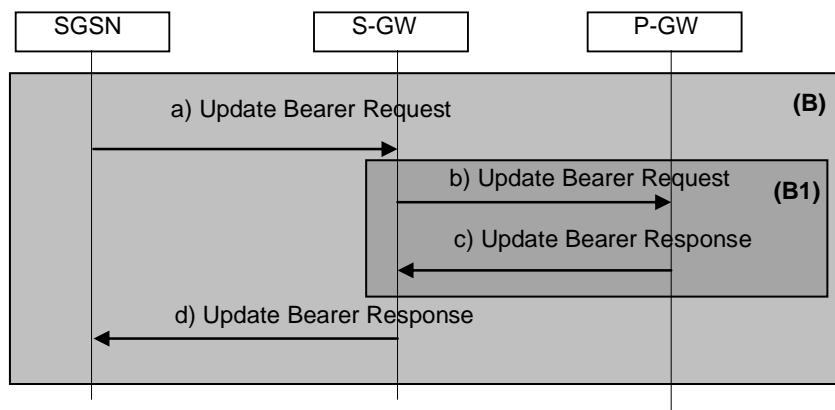 SGSN
S-GW
P-GW
(B)
a) Update Bearer Request
b) Update Bearer Request
(B1)
c) Update Bearer Response
d) Update Bearer Response